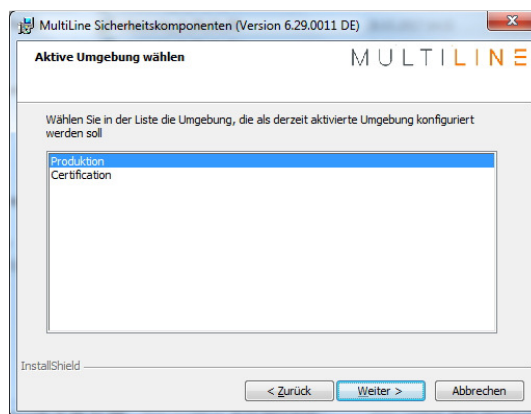 MultiLine Sicherheitskomponenten (Version 6.29.0011 DE)
Aktive Umgebung wählen
MULTILINE
Wählen Sie in der Liste die Umgebung, die als derzeit aktivierte Umgebung konfiguriert
werden soll
Produktion
Certification
InstallShield
< Zurück
Weiter >
Abbrechen